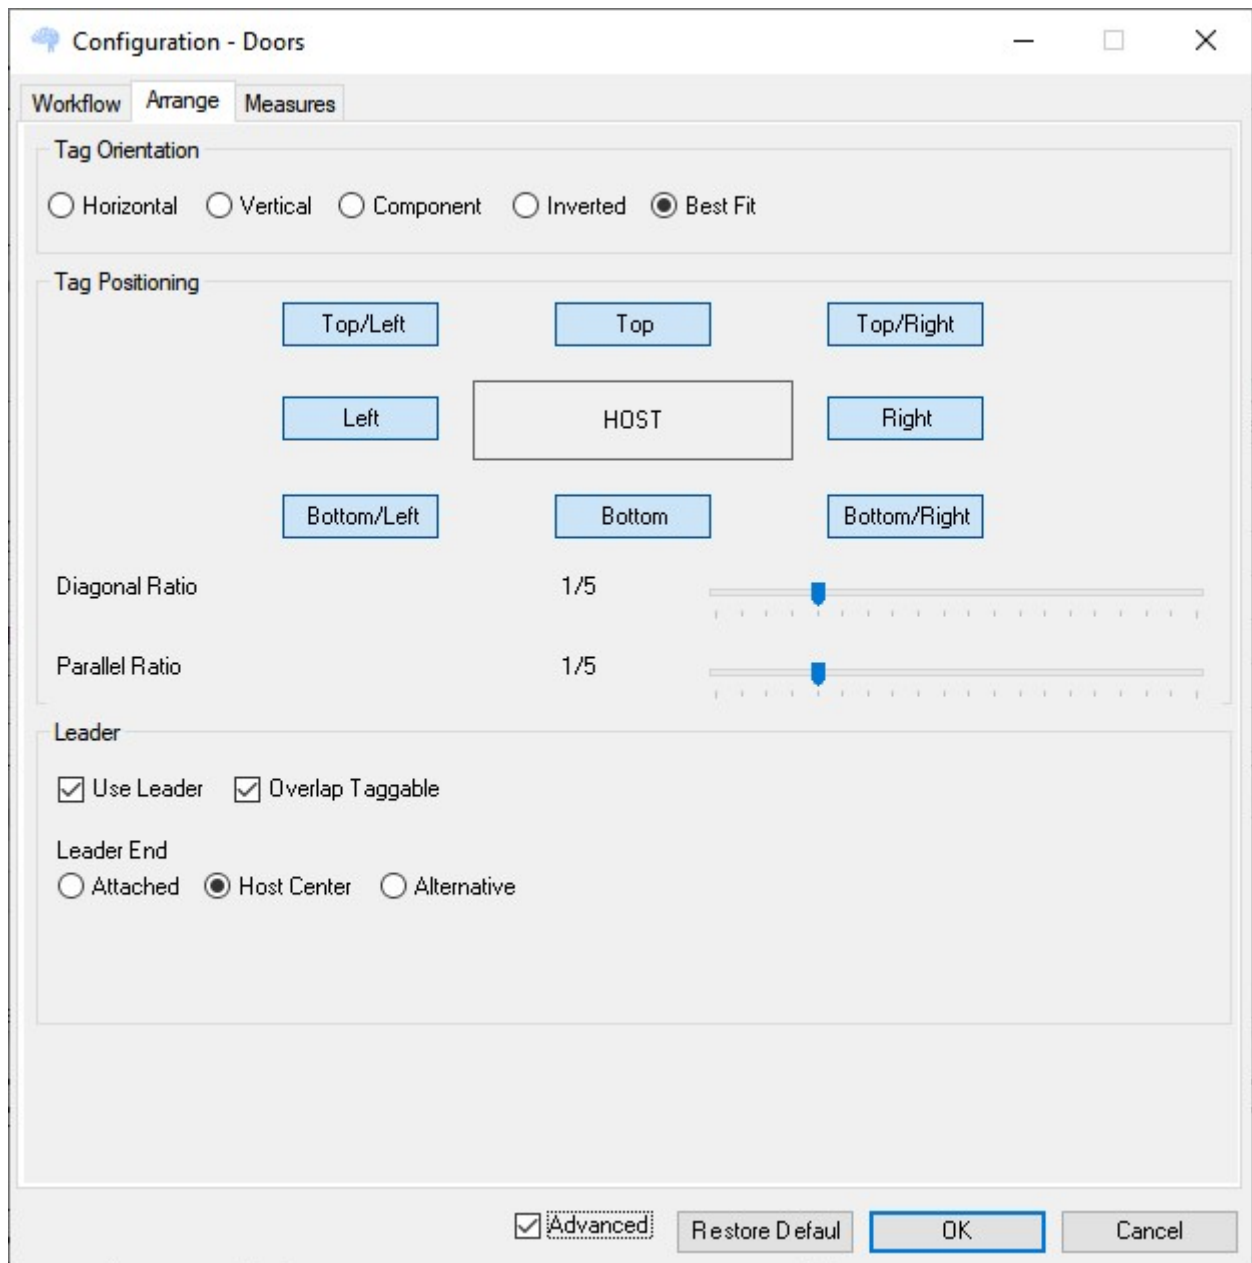 Configuration - Doors
Workflow Arrange Measures
Tag Orientation
Horizontal Vertical Component Inverted Best Fit
Tag Positioning
Top/Left Top Top/Right
Left HOST Right
Bottom/Left Bottom Bottom/Right
Diagonal Ratio 1/5
Parallel Ratio 1/5
Leader
Use Leader Overlap Taggable
Leader End
Attached Host Center Alternative
Advanced Restore Defaul OK Cancel